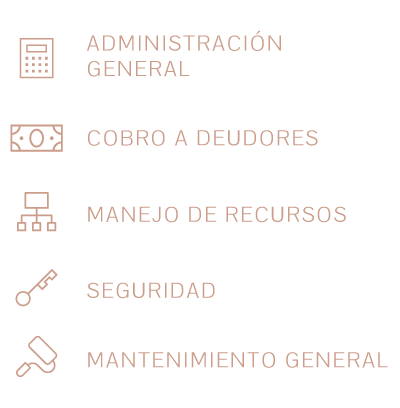 ADMINISTRACIÓN
GENERAL
COBRO A DEUDORES
MANEJO DE RECURSOS
SEGURIDAD
MANTENIMIENTO GENERAL